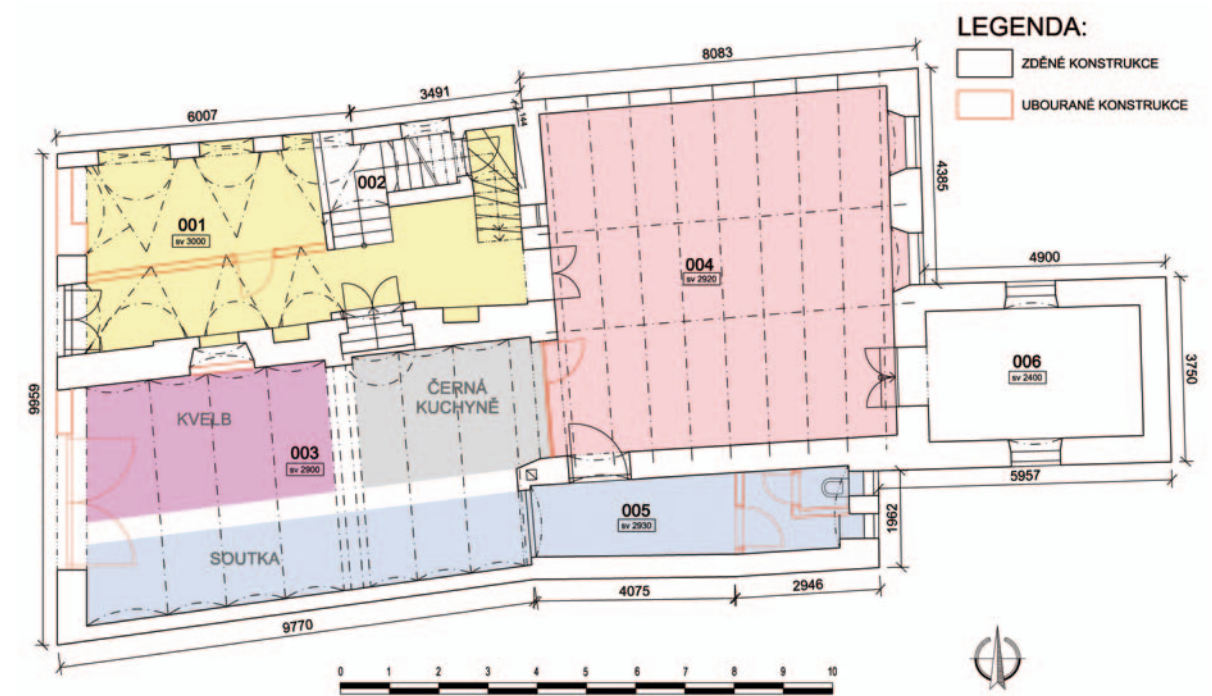 LEGENDA:
ZDĚNÉ KONSTRUKCE
UBOURANÉ KONSTRUKCE
8083
3491
6007
144
4385
002
001
sv 3000
004
sv 2920
4900
006
sv 2400
3750
9959
KVELB
ČERNÁ
KUCHYNĚ
003
sv 2900
5957
005
sv 2930
1962
SOUTKA
4075
2946
9770
0 1 2 3 4 5 6 7 8 9 10